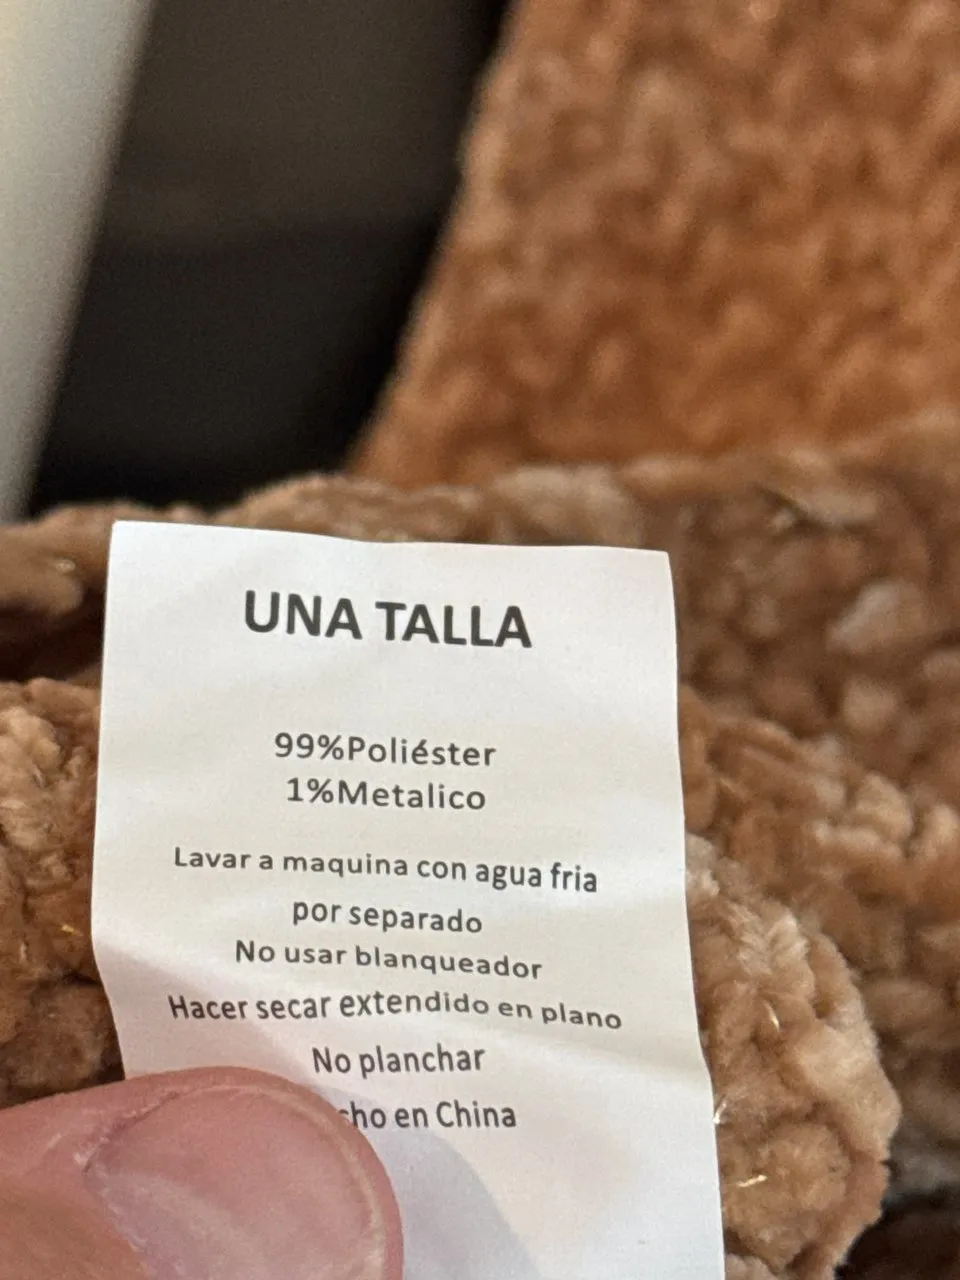 UNA TALLA
99%Poliéster
1%Metalico
Lavar a maquina con agua fria
por separado
No usar blanqueador
Hacer secar extendido en plano
No planchar
en China